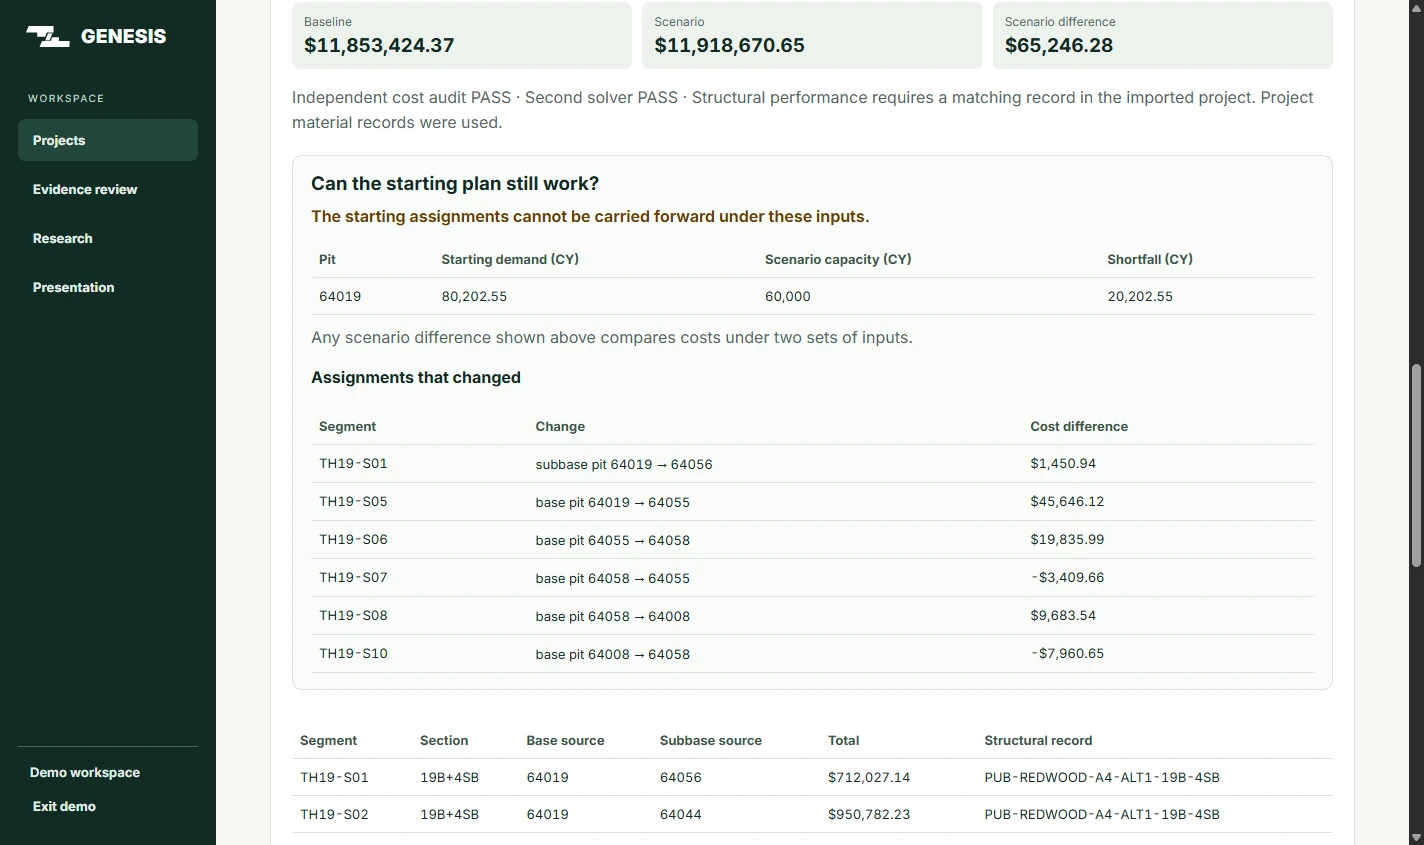 GENESIS
WORKSPACE
Projects
Evidence review
Research
Presentation
Demo workspace
Exit demo
Baseline
$11,853,424.37
Scenario
$11,918,670.65
Scenario difference
$65,246.28
Independent cost audit PASS · Second solver PASS · Structural performance requires a matching record in the imported project. Project
material records were used.
Can the starting plan still work?
The starting assignments cannot be carried forward under these inputs.
Pit Starting demand (CY) Scenario capacity (CY) Shortfall (CY)
64019 80,202.55 60,000 20,202.55
Any scenario difference shown above compares costs under two sets of inputs.
Assignments that changed
Segment Change Cost difference
TH19-S01 subbase pit 64019 → 64056 $1,450.94
TH19-S05 base pit 64019 → 64055 $45,646.12
TH19-S06 base pit 64055 → 64058 $19,835.99
TH19-S07 base pit 64058 → 64055 -$3,409.66
TH19-S08 base pit 64058 → 64008 $9,683.54
TH19-S10 base pit 64008 → 64058 -$7,960.65
Segment Section Base source Subbase source Total Structural record
TH19-S01 19B+4SB 64019 64056 $712,027.14 PUB-REDWOOD-A4-ALT1-19B-4SB
TH19-S02 19B+4SB 64019 64044 $950,782.23 PUB-REDWOOD-A4-ALT1-19B-4SB